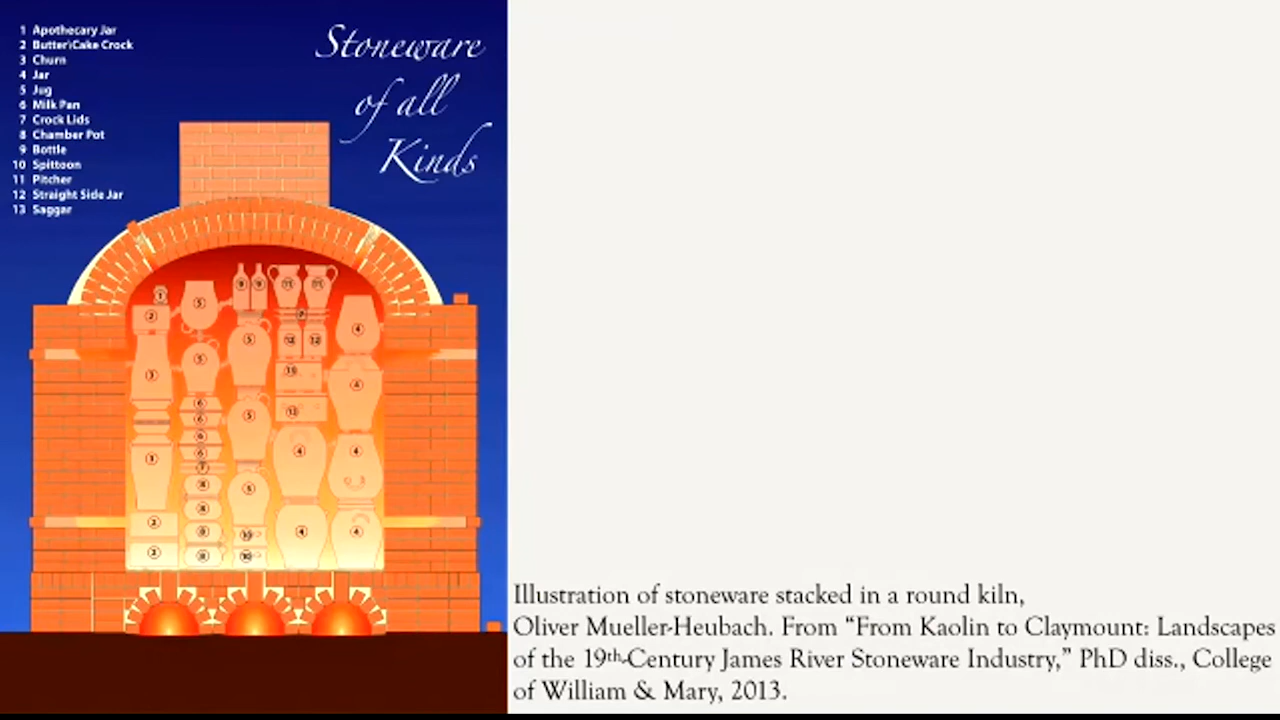 1 Apothecary Jar
2 Butter\Cake Crock
3 Churn
4 Jar
5 Jug
6 Milk Pan
7 Crock Lids
8 Chamber Pot
9 Bottle
10 Spittoon
11 Pitcher
12 Straight Side Jar
13 Saggar
Stoneware
of all
Kinds
Illustration of stoneware stacked in a round kiln,
Oliver Mueller-Heubach. From “From Kaolin to Claymount: Landscapes
of the 19th-Century James River Stoneware Industry,” PhD diss., College
of William & Mary, 2013.